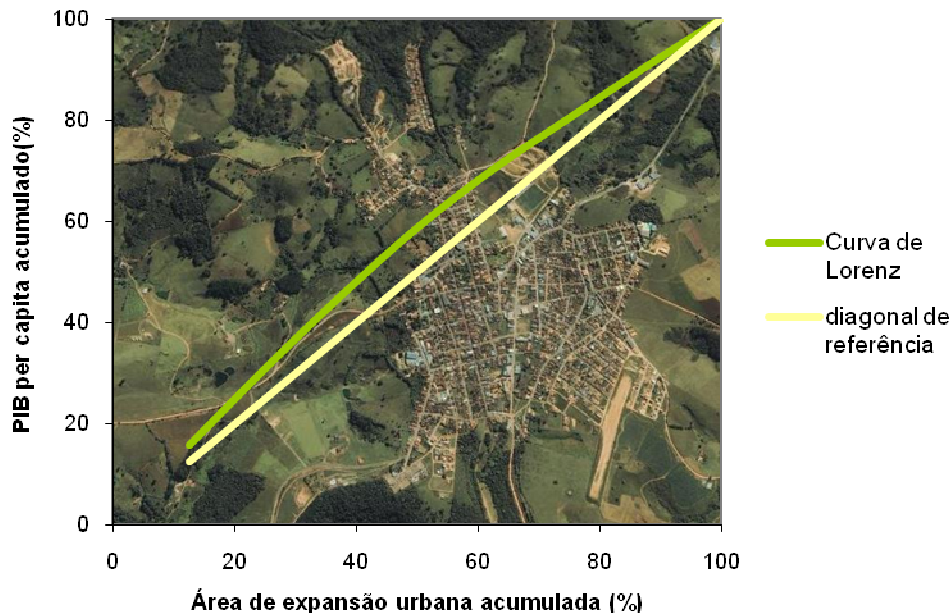 100
80
60
40
20
0
PIB per capita acumulado(%)
0 20 40 60 80 100
Área de expansão urbana acumulada (%)
Curva de
Lorenz
diagonal de
referência